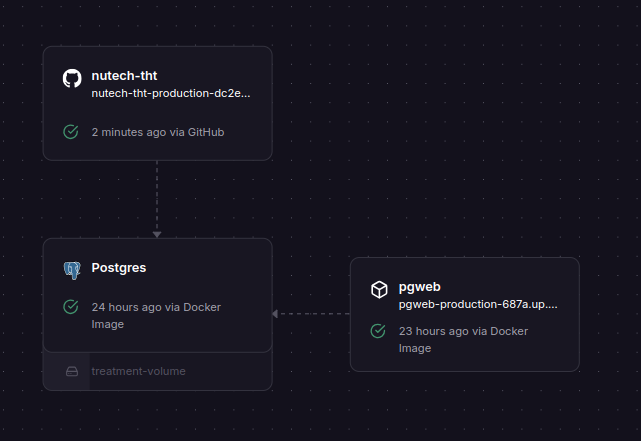 nutech-tht
nutech-tht-production-dc2e...
2 minutes ago via GitHub
Postgres
24 hours ago via Docker
Image
treatment-volume
pgweb
pgweb-production-687a.up....
23 hours ago via Docker
Image